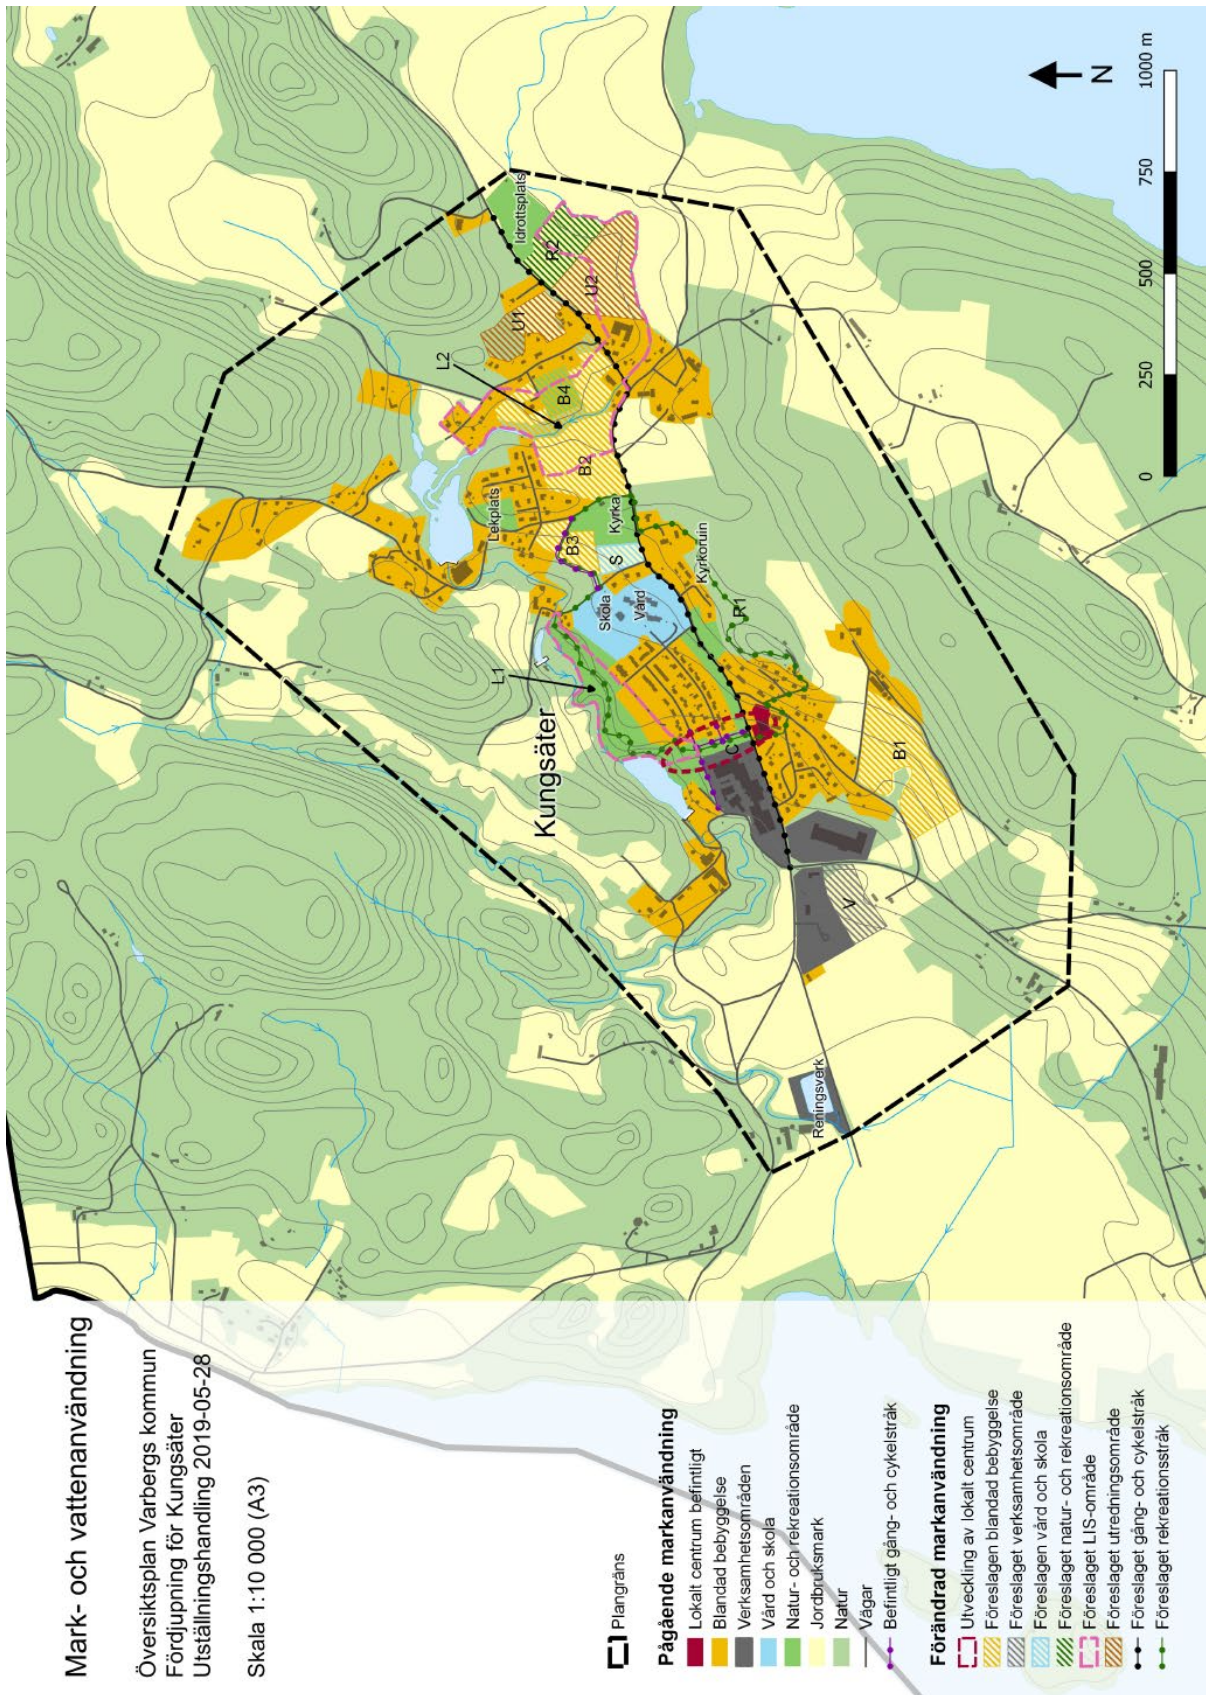 Mark- och vattenanvändning
Översiktsplan Varbergs kommun
Fördjupning för Kungsäter
Utställningshandling 2019-05-28
Skala 1:10 000 (A3)
Plangräns
Pågående markanvändning
Lokalt centrum befintligt
Blandad bebyggelse
Verksamhetsområden
Vård och skola
Natur- och rekreationsområde
Jordbruksmark
Natur
Vägar
Befintligt gång- och cykelstråk
Förändrad markanvändning
Utveckling av lokalt centrum
Föreslagen blandad bebyggelse
Föreslaget verksamhetsområde
Föreslagen vård och skola
Föreslaget natur- och rekreationsområde
Föreslaget LIS-område
Föreslaget utredningsområde
Föreslaget gång- och cykelstråk
Föreslaget rekreationsstråk
Kungsäter
Reningsverk
V
C
B1
L1
R1
Skola
Vård
S
Kyrkoruin
Kyrka
B3
Lekplats
B2
L2
B4
U1
U2
R2
Idrottsplats
N
0
250
500
750
1000 m